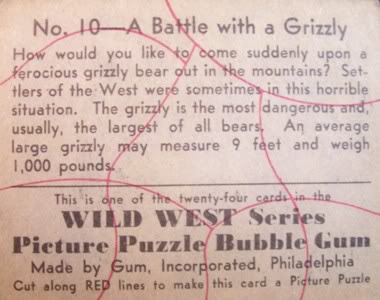 No. 10—A Battle with a Grizzly
How would you like to come suddenly upon a
ferocious grizzly bear out in the mountains? Set-
tlers of the West were sometimes in this horrible
situation. The grizzly is the most dangerous and,
usually, the largest of all bears. An average
large grizzly may measure 9 feet and weigh
1,000 pounds.
This is one of the twenty-four cards in the
WILD WEST Series
Picture Puzzle Bubble Gum
Made by Gum, Incorporated, Philadelphia
Cut along RED lines to make this card a Picture Puzzle